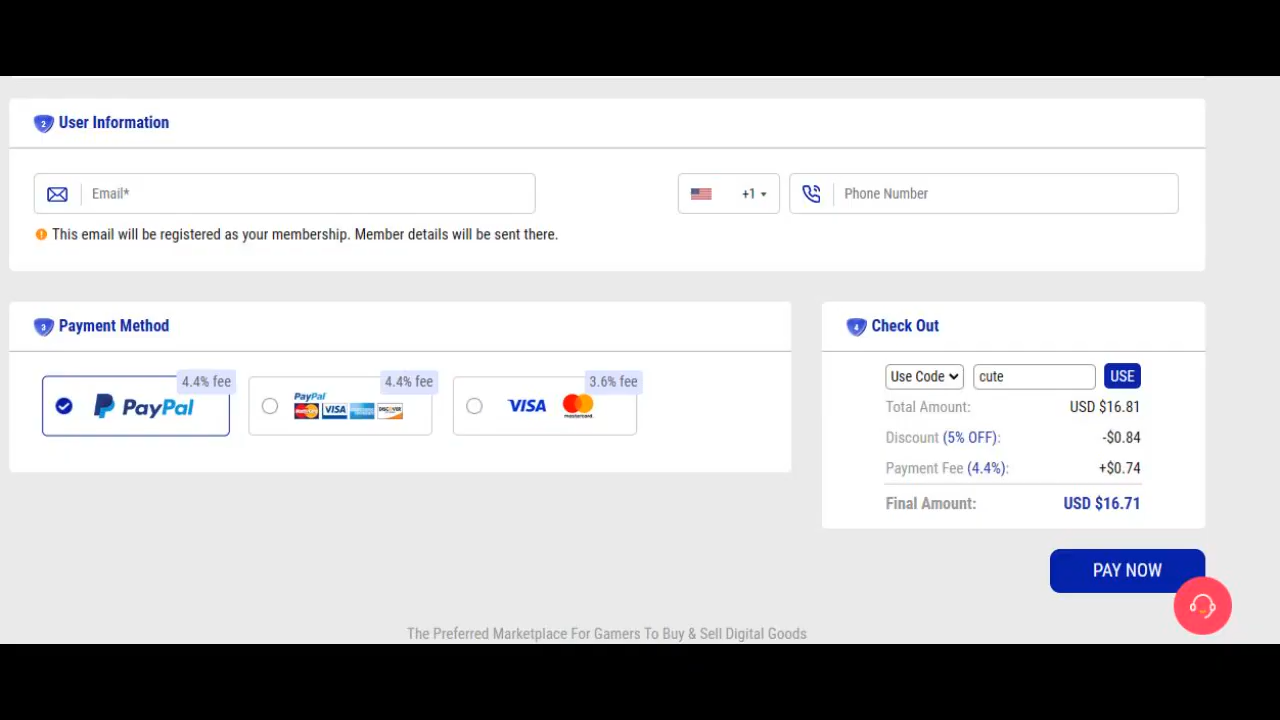 2 User Information
Email*
+1
Phone Number
This email will be registered as your membership. Member details will be sent there.
3 Payment Method
4.4% fee
PayPal
4.4% fee
PayPal
MasterCard VISA DISCOVER
3.6% fee
VISA mastercard
4 Check Out
Use Code cute USE
Total Amount: USD $16.81
Discount (5% OFF): -$0.84
Payment Fee (4.4%): +$0.74
Final Amount: USD $16.71
PAY NOW
The Preferred Marketplace For Gamers To Buy & Sell Digital Goods